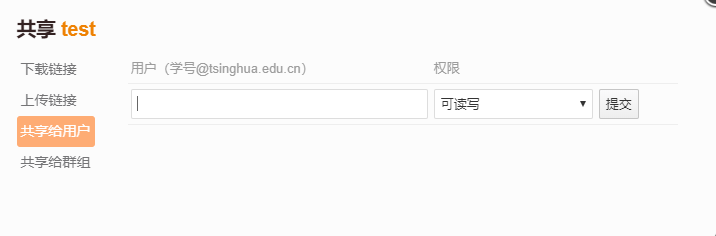 共享 test
下载链接
上传链接
共享给用户
共享给群组
用户（学号@tsinghua.edu.cn） 权限
可读写 提交